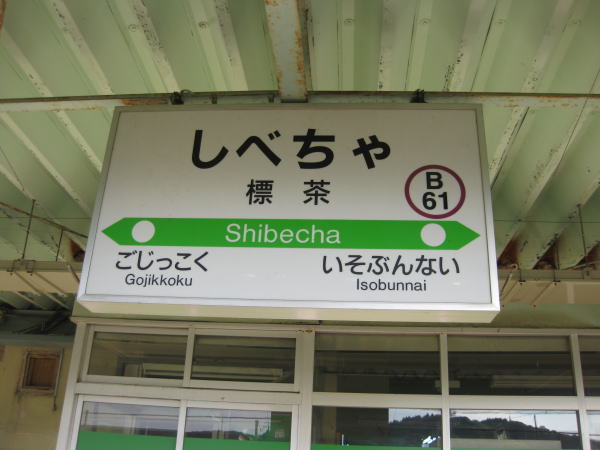 しべちゃ
標茶
B
61
Shibecha
ごじっこく
Gojikkoku
いそぶんない
Isobunnai